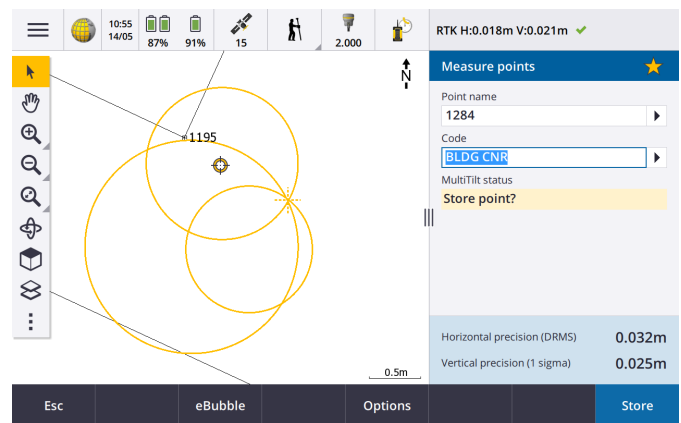 10:55
14/05
87%
91%
15
2.000
RTK H:0.018m V:0.021m
N
1195
0.5m
Measure points
Point name
1284
Code
BLDG CNR
MultiTilt status
Store point?
Horizontal precision (DRMS) 0.032m
Vertical precision (1 sigma) 0.025m
Esc eBubble Options Store